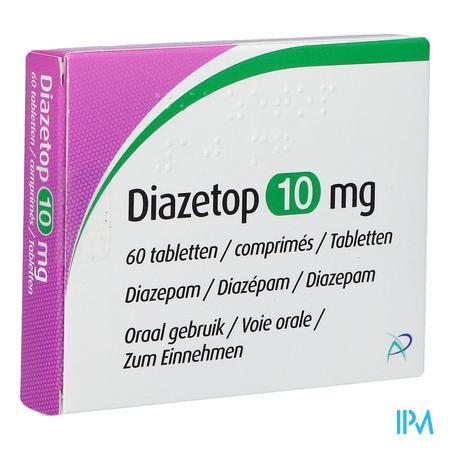 Diazetop 10 mg
60 tabletten / comprimés / Tabletten
Diazetop 10 mg
60 tabletten / comprimés / Tabletten
Diazepam / Diazépam / Diazepam
Oraal gebruik / Voie orale /
Zum Einnehmen
IPM